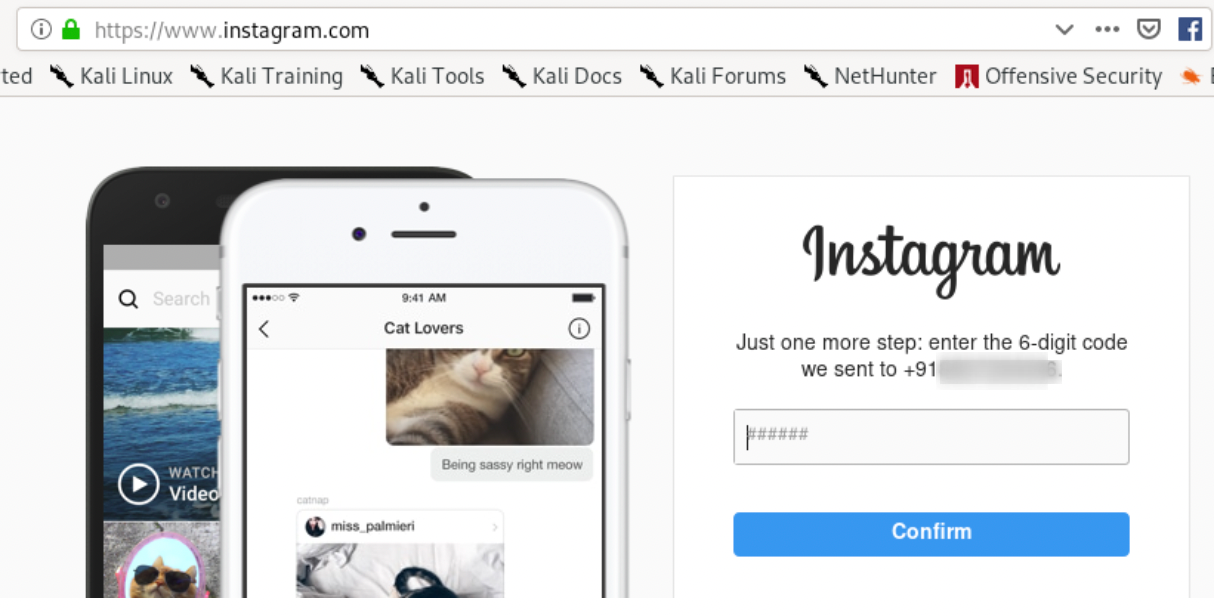 https://www.instagram.com
ted Kali Linux Kali Training Kali Tools Kali Docs Kali Forums NetHunter Offensive Security
Instagram
Just one more step: enter the 6-digit code
we sent to +91
######
Confirm
Search
WATCH
Video
9:41 AM
Cat Lovers
Being sassy right meow
catnap
miss_palmieri